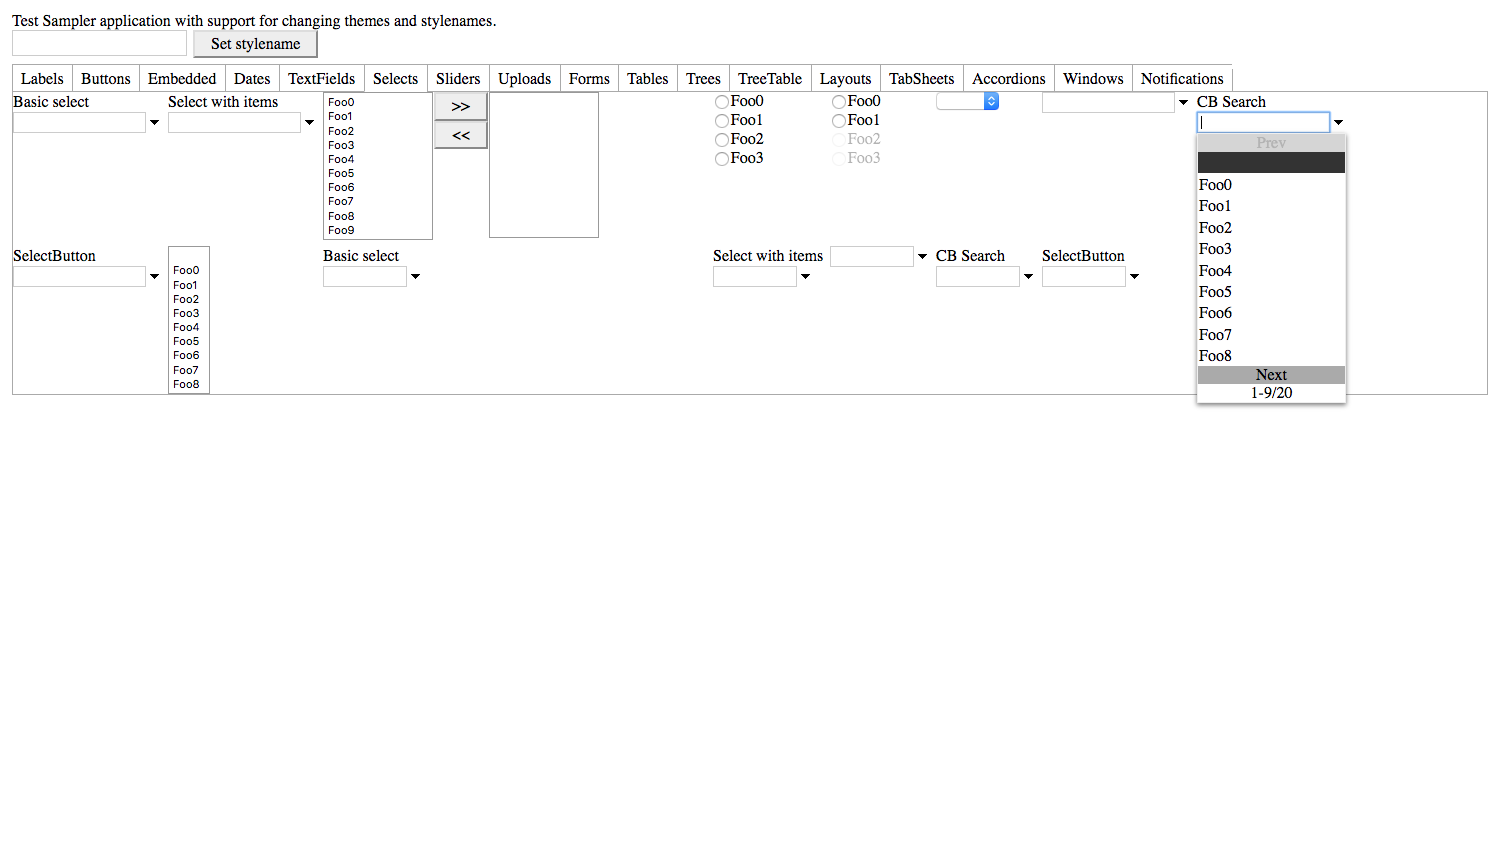 Test Sampler application with support for changing themes and stylenames.
Set stylename
Labels Buttons Embedded Dates TextFields Selects Sliders Uploads Forms Tables Trees TreeTable Layouts TabSheets Accordions Windows Notifications
Basic select
Select with items
Foo0
Foo1
Foo2
Foo3
Foo4
Foo5
Foo6
Foo7
Foo8
Foo9
>>
<<
Foo0
Foo1
Foo2
Foo3
Foo0
Foo1
Foo2
Foo3
CB Search
Prev
Foo0
Foo1
Foo2
Foo3
Foo4
Foo5
Foo6
Foo7
Foo8
Next
1-9/20
SelectButton
Foo0
Foo1
Foo2
Foo3
Foo4
Foo5
Foo6
Foo7
Foo8
Basic select
Select with items
CB Search
SelectButton